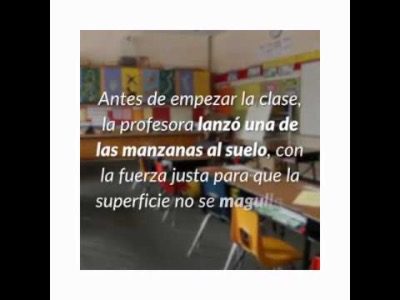 Antes de empezar la clase,
la profesora lanzó una de
las manzanas al suelo, con
la fuerza justa para que la
superficie no se